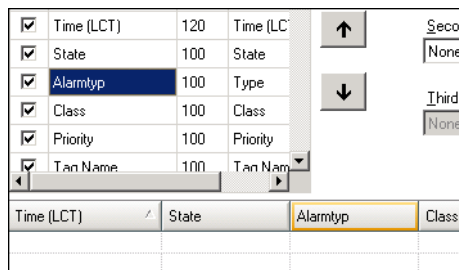 Time (LCT) 120 Time (LC
State 100 State
Alarmtyp 100 Type
Class 100 Class
Priority 100 Priority
Tag Name 100 Tag Nam
Seco
None
Third
None
Time (LCT) State Alarmtyp Class